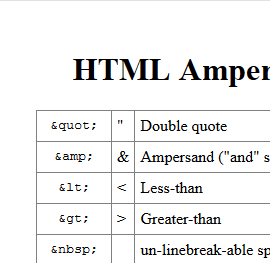 HTML Amper
&quot; " Double quote
&amp; & Ampersand ("and" s
&lt; < Less-than
&gt; > Greater-than
&nbsp; un-linebreak-able sp